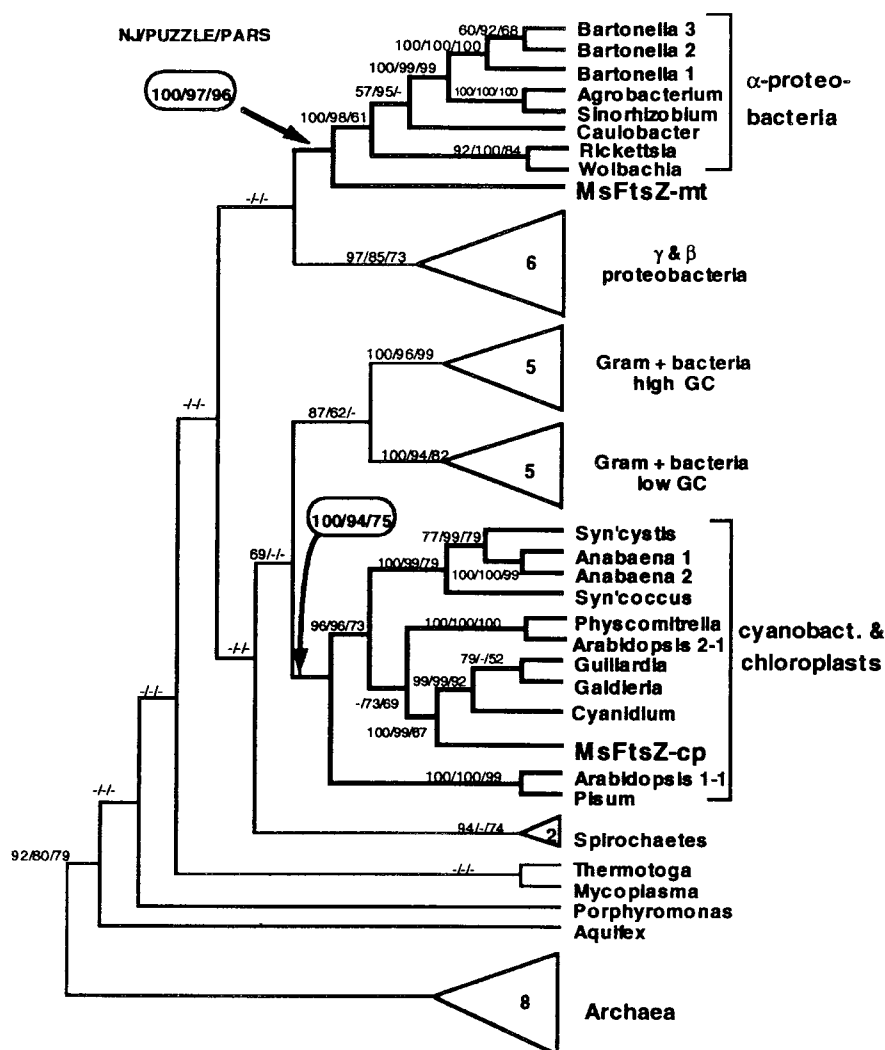 NJ/PUZZLE/PARS
100/97/96
60/92/68
100/100/100
100/99/99
57/95/-
100/98/61
100/100/100
92/100/84
Bartonella 3
Bartonella 2
Bartonella 1
Agrobacterium
Sinorhizobium
Caulobacter
Rickettsia
Wolbachia
MsFtsZ-mt
α-proteo-
bacteria
-/-/-
97/85/73
6
γ & β
proteobacteria
100/96/99
5
Gram + bacteria
high GC
-/-/-
87/62/-
100/94/82
5
Gram + bacteria
low GC
100/94/75
69/-/-
77/99/79
100/99/79
100/100/99
Syn'cystis
Anabaena 1
Anabaena 2
Syn'coccus
96/96/73
100/100/100
Physcomitrella
Arabidopsis 2-1
cyanobact. &
chloroplasts
-/-/-
79/-/52
99/99/92
-/73/69
100/99/67
Guillardia
Galdieria
Cyanidium
MsFtsZ-cp
100/100/99
Arabidopsis 1-1
Pisum
-/-/-
-/-/-
94/-/74
2
Spirochaetes
92/80/79
-/-/-
Thermotoga
Mycoplasma
Porphyromonas
Aquifex
8
Archaea